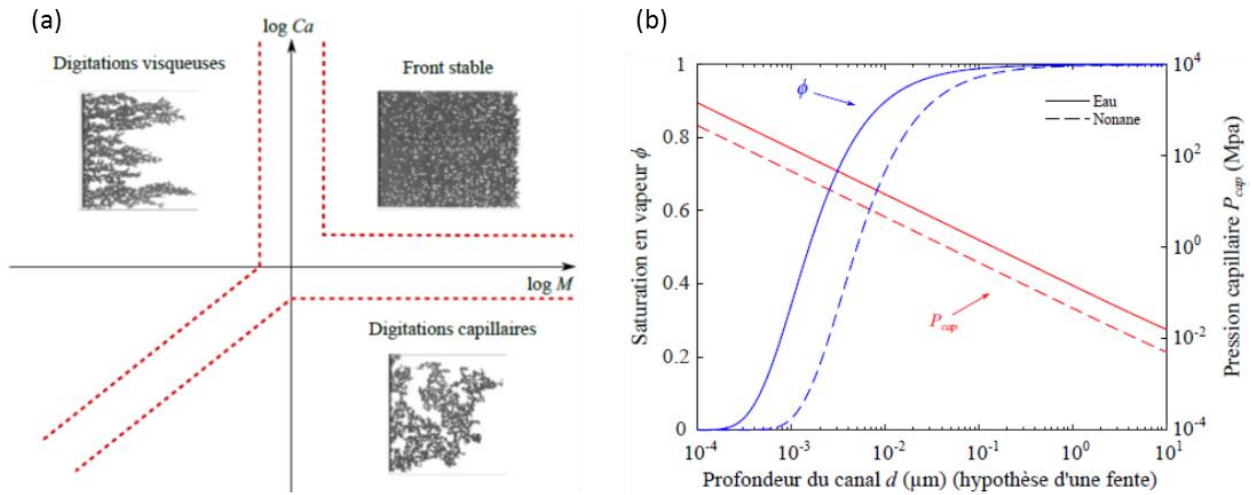 (a)
log Ca
Digitations visqueuses
Front stable
log M
Digitations capillaires
(b)
Saturation en vapeur ϕ
1
0.8
0.6
0.4
0.2
0
ϕ
Eau
Nonane
P_cap
10^4
10^2
10^0
10^-2
10^-4
Pression capillaire P_cap (Mpa)
10^-4
10^-3
10^-2
10^-1
10^0
10^1
Profondeur du canal d (µm) (hypothèse d'une fente)